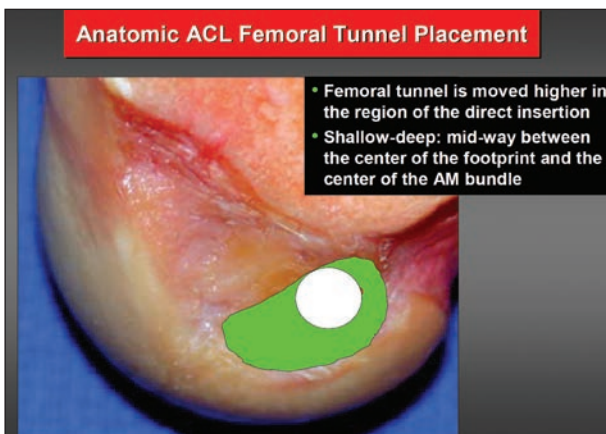 Anatomic ACL Femoral Tunnel Placement
• Femoral tunnel is moved higher in
the region of the direct insertion
• Shallow-deep: mid-way between
the center of the footprint and the
center of the AM bundle